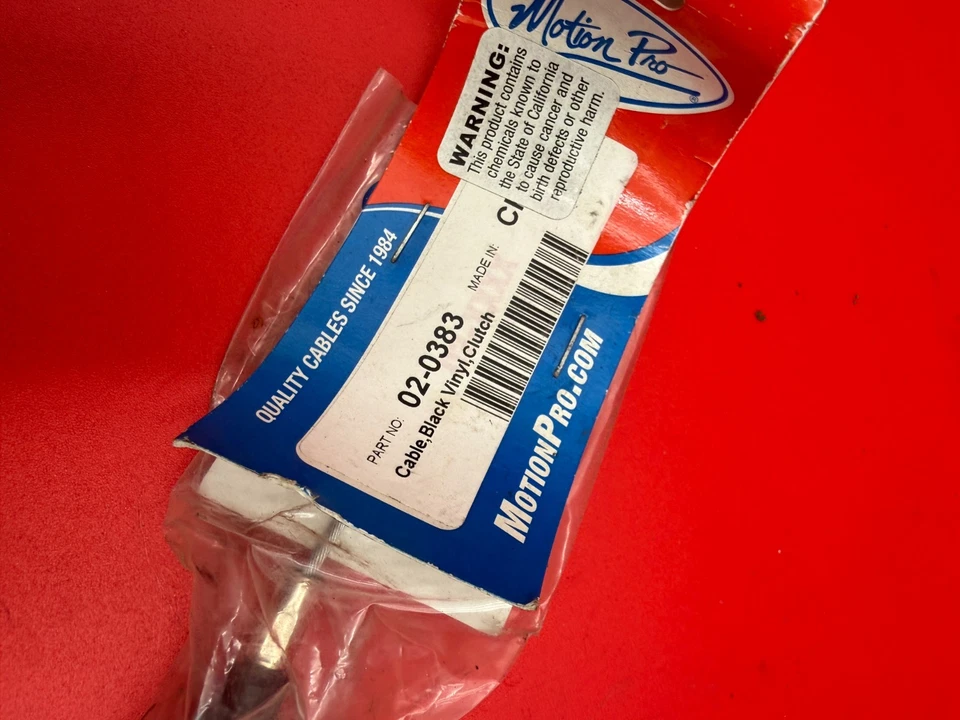 Motion Pro
®
WARNING:
This product contains
chemicals known to
the State of California
to cause cancer and
birth defects or other
reproductive harm.
QUALITY CABLES SINCE 1984
PART NO: 02-0383 MADE IN:
Cable,Black Vinyl,Clutch
MOTIONPRO.COM